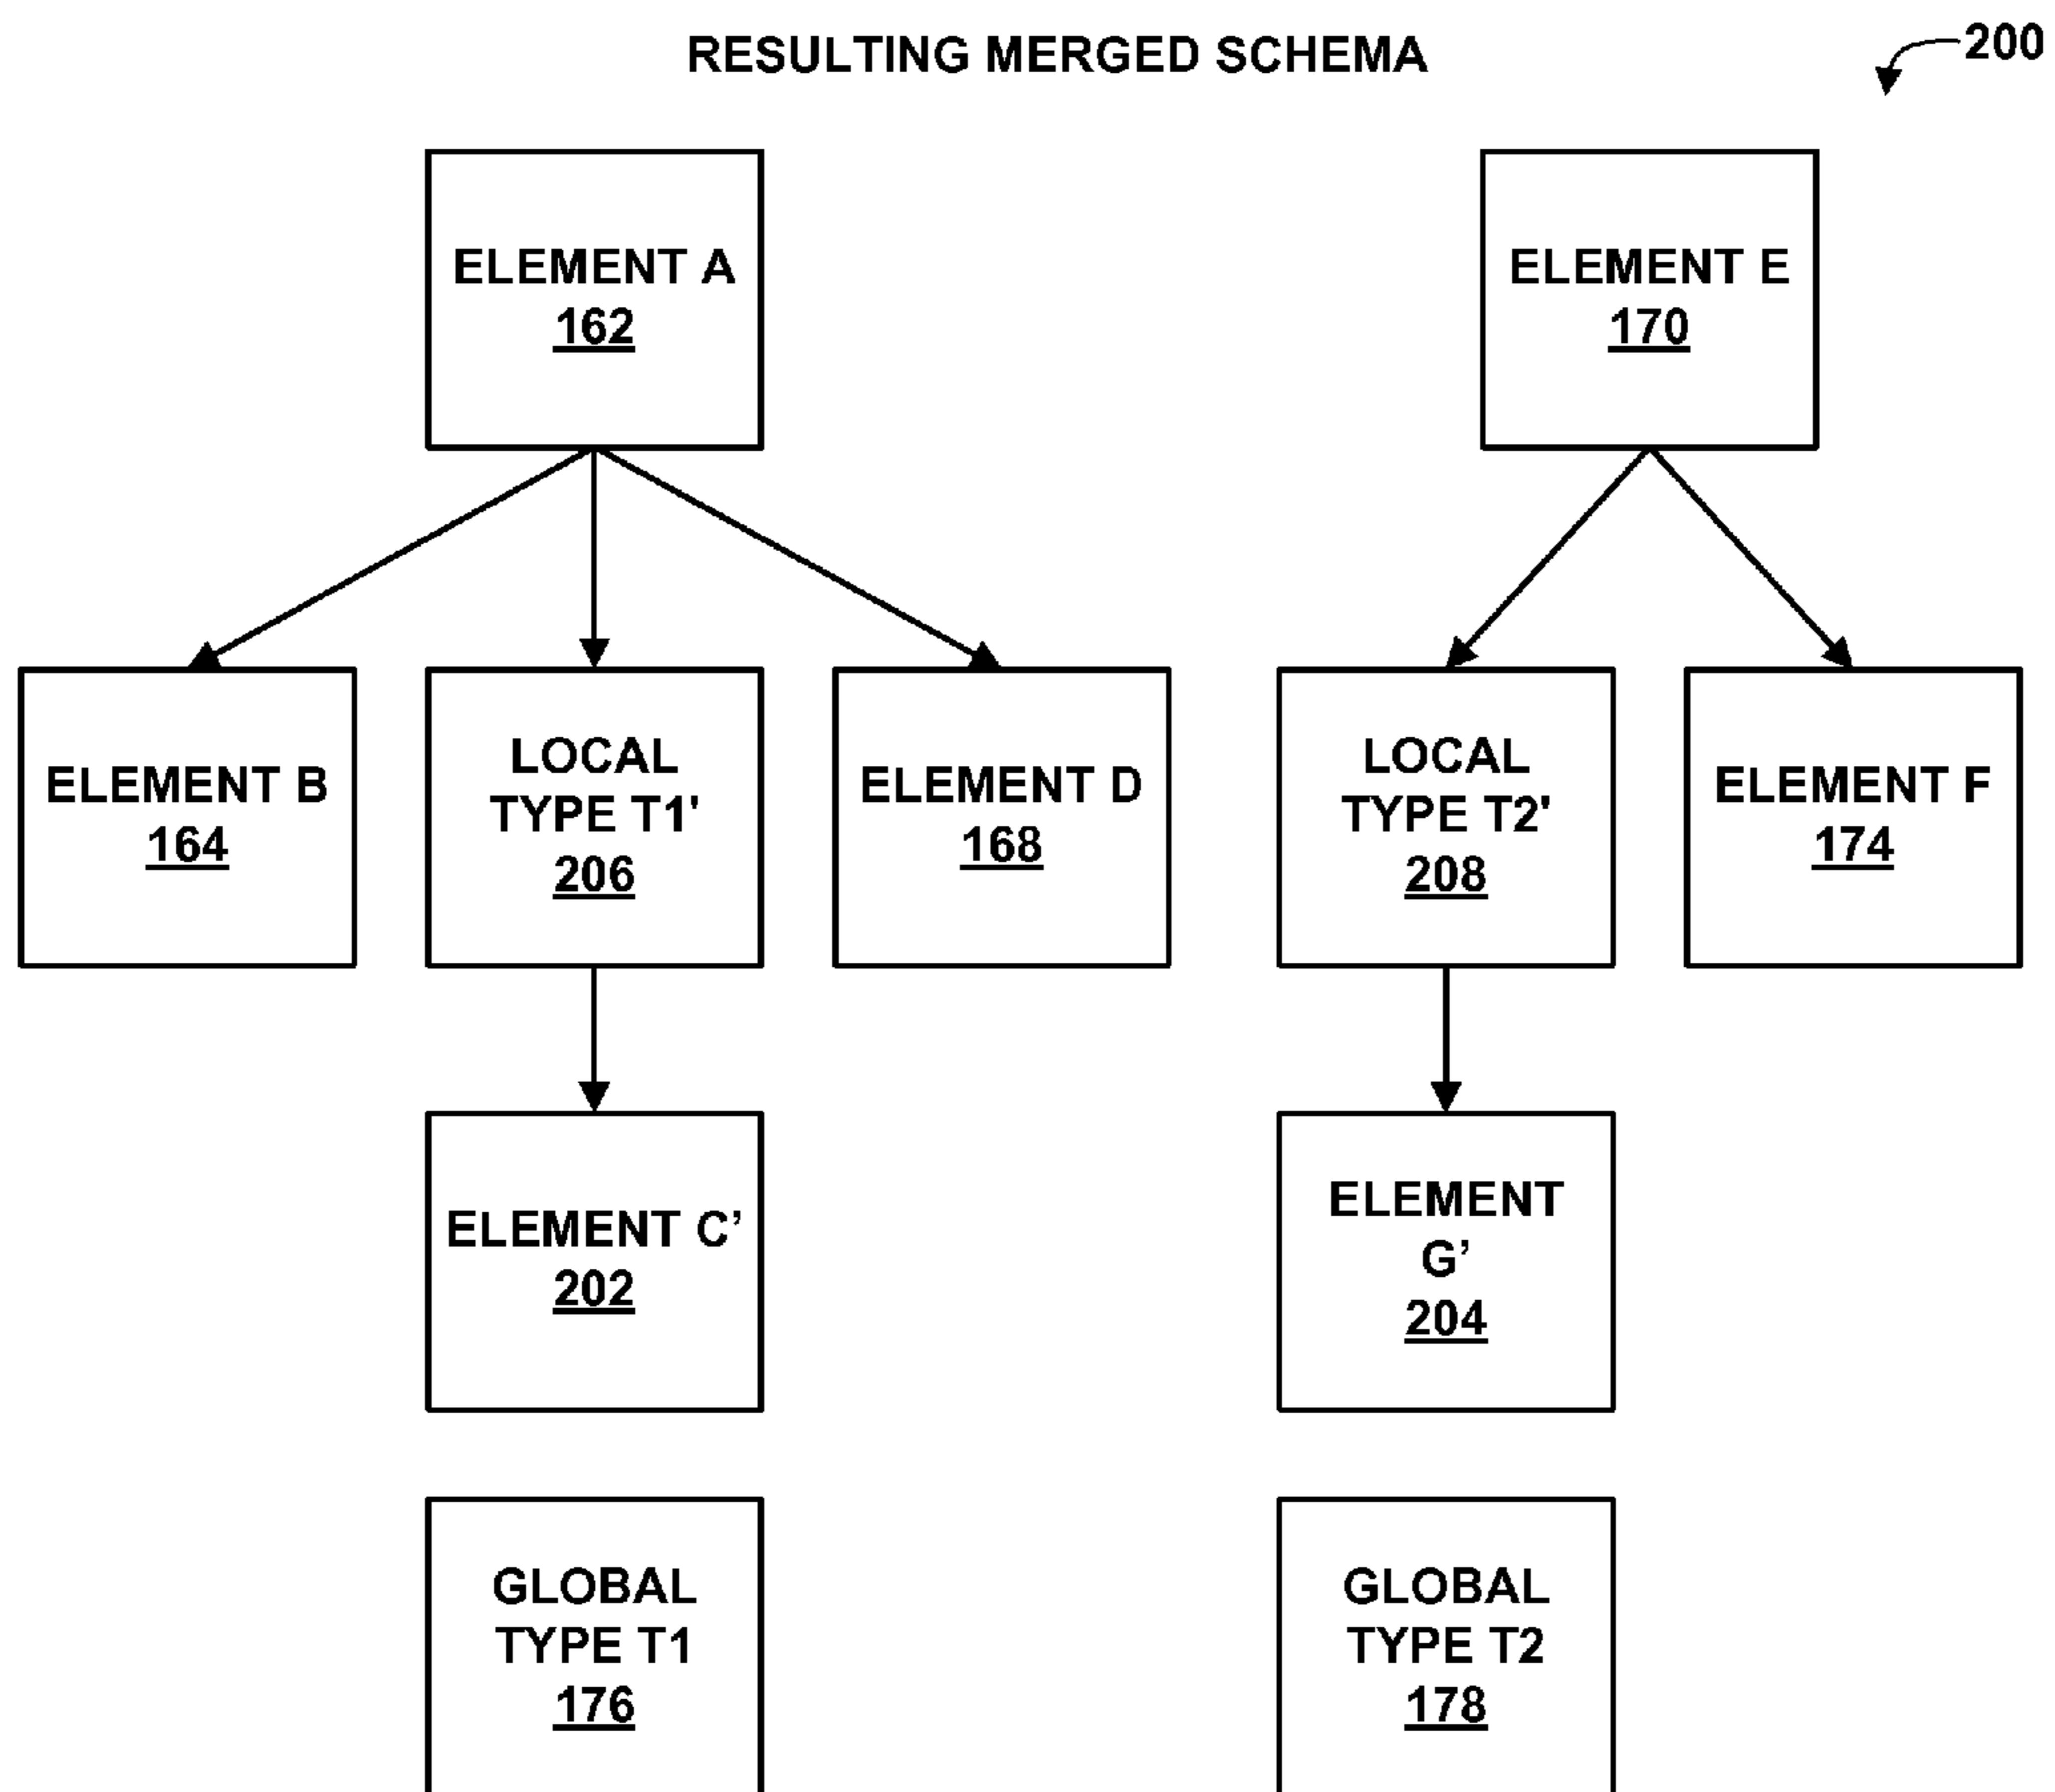 RESULTING MERGED SCHEMA
200
ELEMENT A
162
ELEMENT E
170
ELEMENT B
164
LOCAL
TYPE T1'
206
ELEMENT D
168
LOCAL
TYPE T2'
208
ELEMENT F
174
ELEMENT C’
202
ELEMENT
G’
204
GLOBAL
TYPE T1
176
GLOBAL
TYPE T2
178